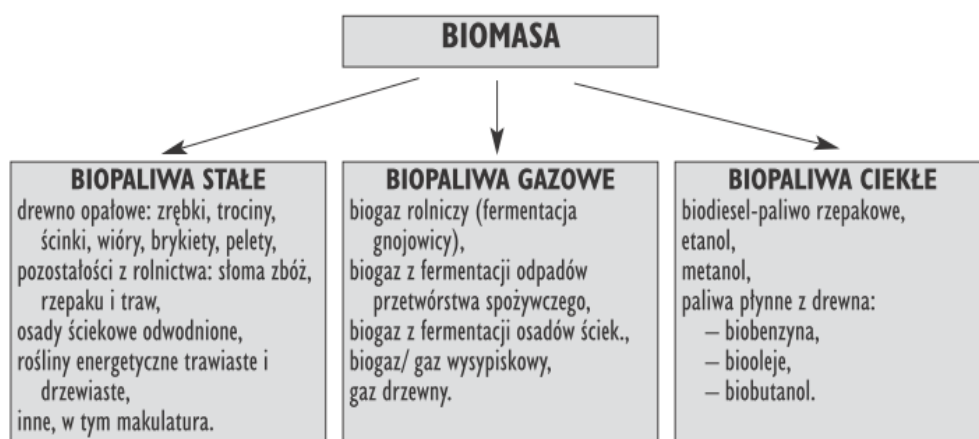 BIOMASA
BIOPALIWA STAŁE
drewno opałowe: zrębki, trociny,
ścinki, wióry, brykiety, pelety,
pozostałości z rolnictwa: słoma zbóż,
rzepaku i traw,
osady ściekowe odwodnione,
rośliny energetyczne trawiaste i
drzewiaste,
inne, w tym makulatura.
BIOPALIWA GAZOWE
biogaz rolniczy (fermentacja
gnojowicy),
biogaz z fermentacji odpadów
przetwórstwa spożywczego,
biogaz z fermentacji osadów ściek.,
biogaz/ gaz wysypiskowy,
gaz drzewny.
BIOPALIWA CIEKŁE
biodiesel-paliwo rzepakowe,
etanol,
metanol,
paliwa płynne z drewna:
– biobenzyna,
– biooleje,
– biobutanol.